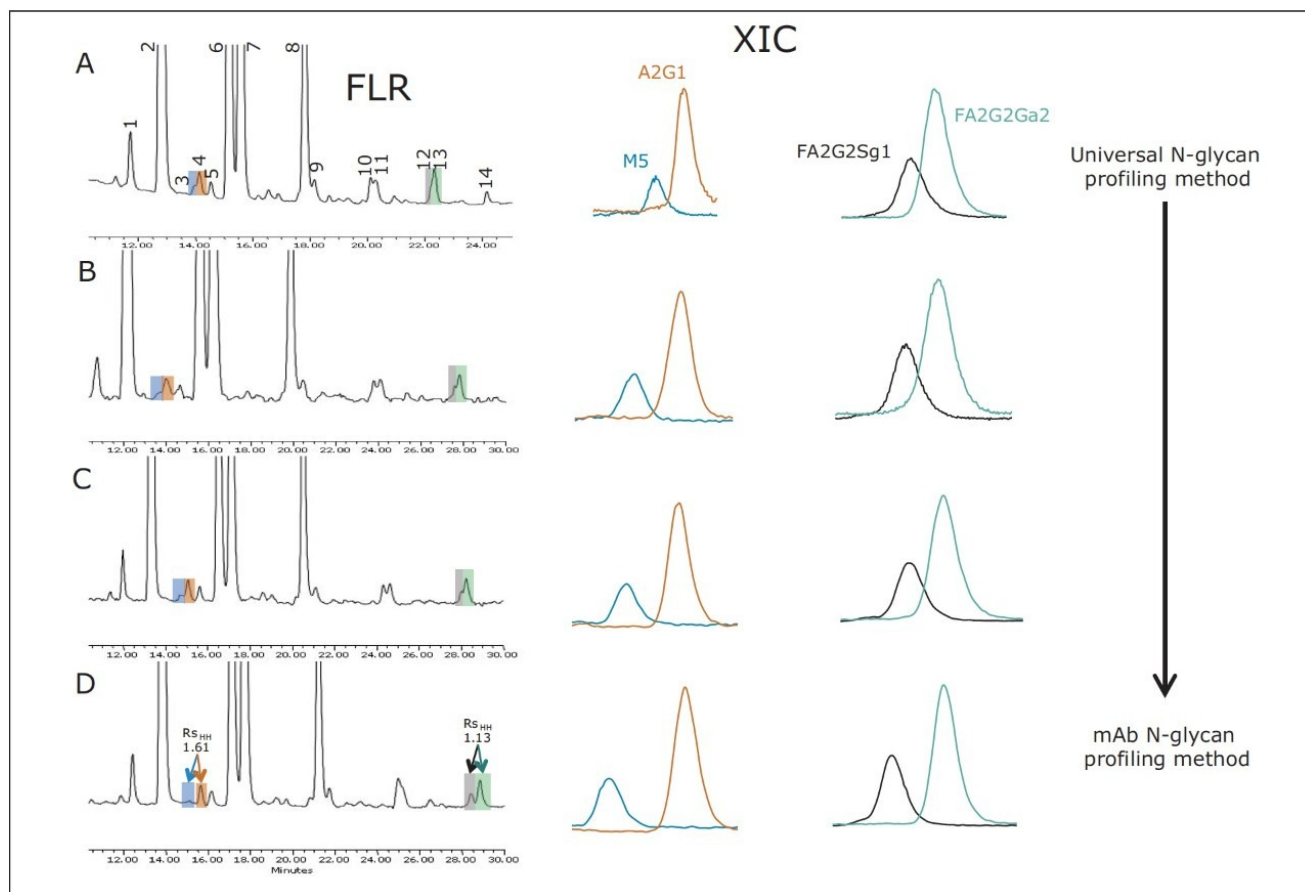 XIC
A
FLR
1
2
3
4
5
6
7
8
9
10
11
12
13
14
12.00 14.00 16.00 18.00 20.00 22.00 24.00
M5
A2G1
FA2G2Sg1
FA2G2Ga2
Universal N-glycan
profiling method
B
12.00 14.00 16.00 18.00 20.00 22.00 24.00 26.00 28.00 30.00
C
12.00 14.00 16.00 18.00 20.00 22.00 24.00 26.00 28.00 30.00
D
RsHH
1.61
RsHH
1.13
12.00 14.00 16.00 18.00 20.00 22.00 24.00 26.00 28.00 30.00
Minutes
mAb N-glycan
profiling method